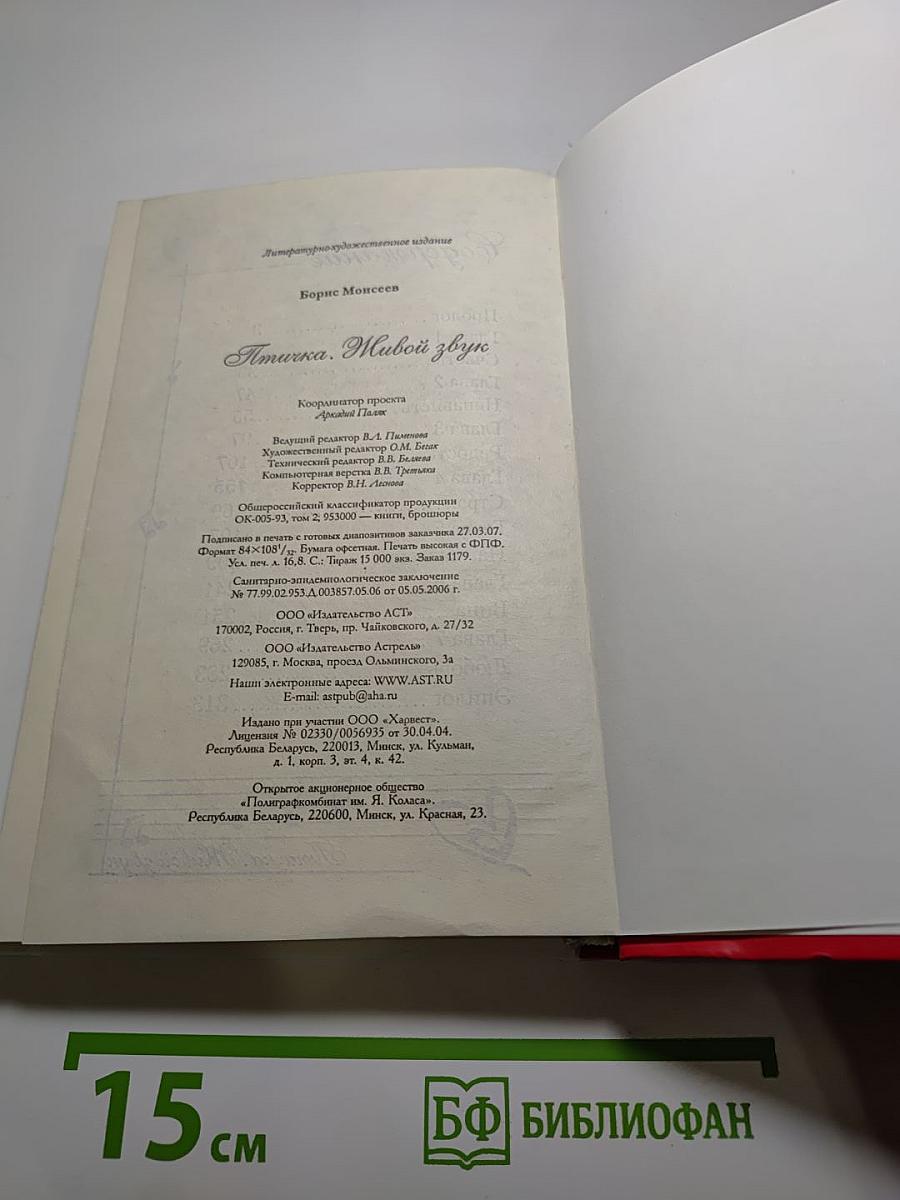 Литературно-художественное издание
Борис Моисеев
Птичка. Живой звук
Координатор проекта
Аркадий Палях
Ведущий редактор В.Л. Пименова
Художественный редактор О.М. Бегак
Технический редактор В.В. Беляева
Компьютерная верстка В.В. Третьяка
Корректор В.Н. Леонова
Общероссийский классификатор продукции
ОК-005-93, том 2; 953000 — книги, брошюры
Подписано в печать с готовых диапозитивов заказчика 27.03.07.
Формат 84×108¹/₃₂. Бумага офсетная. Печать высокая с ФПФ.
Усл. печ. л. 16,8. С.: Тираж 15 000 экз. Заказ 1179.
Санитарно-эпидемиологическое заключение
№ 77.99.02.953.Д.003857.05.06 от 05.05.2006 г.
ООО «Издательство АСТ»
170002, Россия, г. Тверь, пр. Чайковского, д. 27/32
ООО «Издательство Астрель»
129085, г. Москва, проезд Ольминского, 3а
Наши электронные адреса: WWW.AST.RU
E-mail: astpub@aha.ru
Издано при участии ООО «Харвест».
Лицензия № 02330/0056935 от 30.04.04.
Республика Беларусь, 220013, Минск, ул. Кульман,
д. 1, корп. 3, эт. 4, к. 42.
Открытое акционерное общество
«Полиграфкомбинат им. Я. Коласа».
Республика Беларусь, 220600, Минск, ул. Красная, 23.
15 см
БФ БИБЛИОФАН